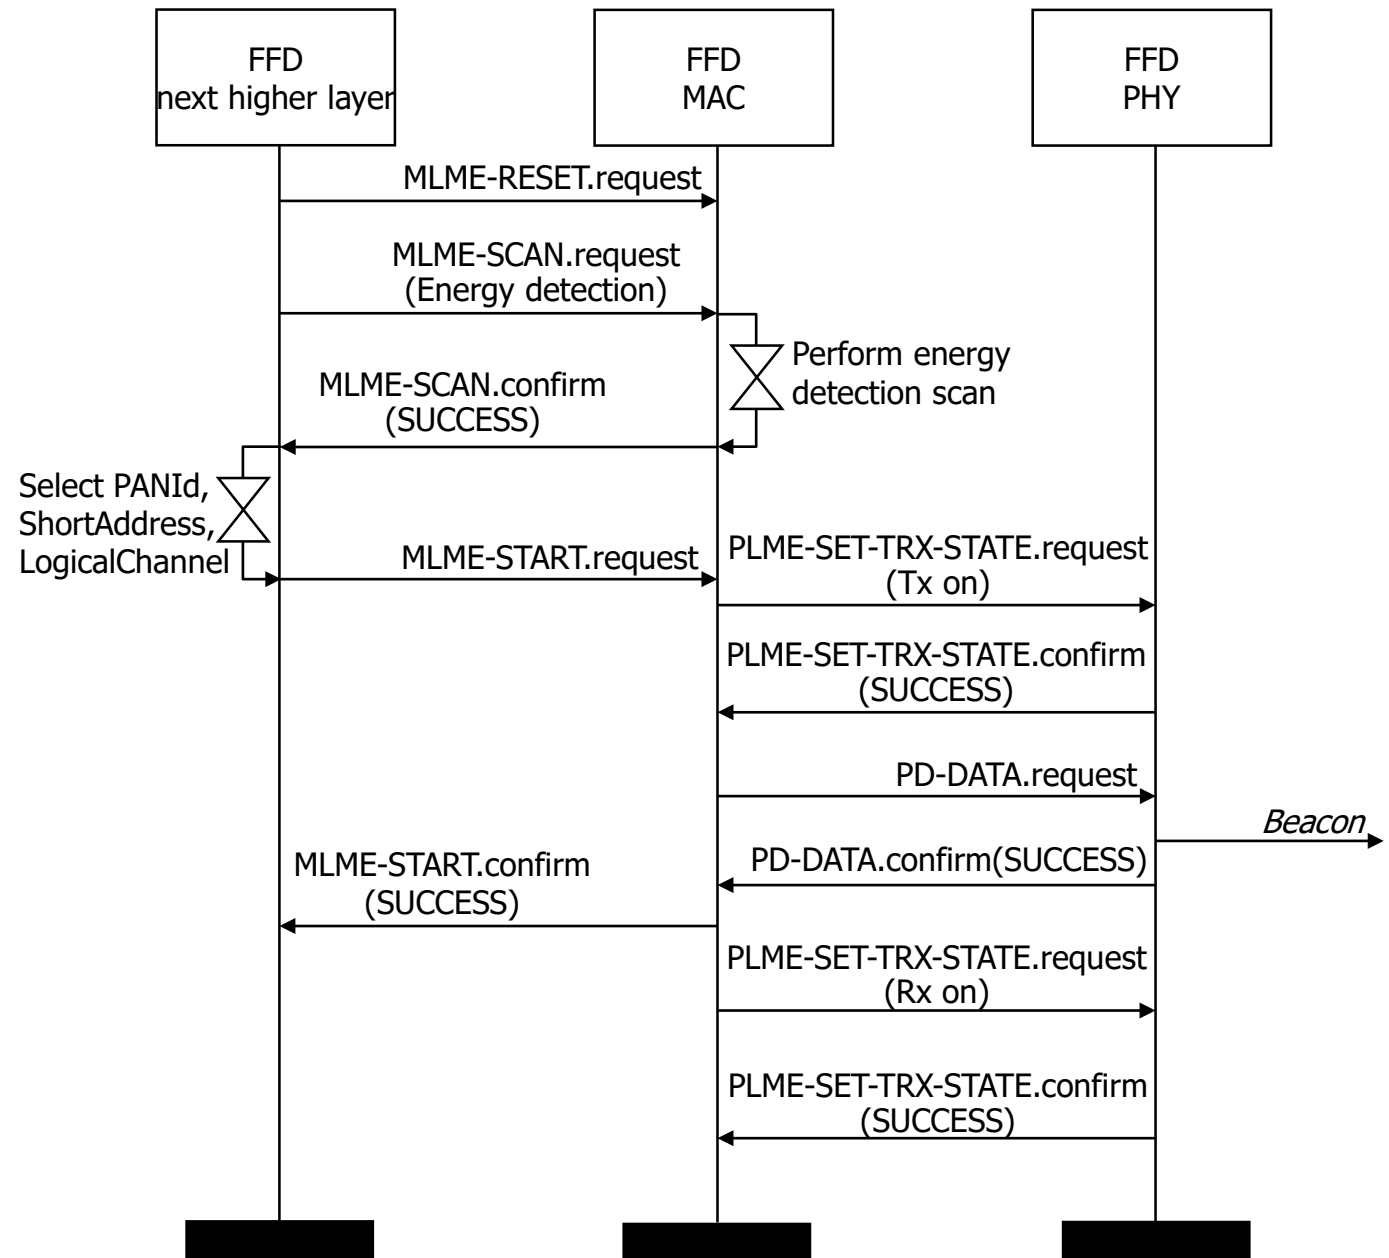 FFD
next higher layer
FFD
MAC
FFD
PHY
MLME-RESET.request
MLME-SCAN.request
(Energy detection)
Perform energy
detection scan
MLME-SCAN.confirm
(SUCCESS)
Select PANId,
ShortAddress,
LogicalChannel
MLME-START.request
PLME-SET-TRX-STATE.request
(Tx on)
PLME-SET-TRX-STATE.confirm
(SUCCESS)
PD-DATA.request
Beacon
PD-DATA.confirm(SUCCESS)
MLME-START.confirm
(SUCCESS)
PLME-SET-TRX-STATE.request
(Rx on)
PLME-SET-TRX-STATE.confirm
(SUCCESS)